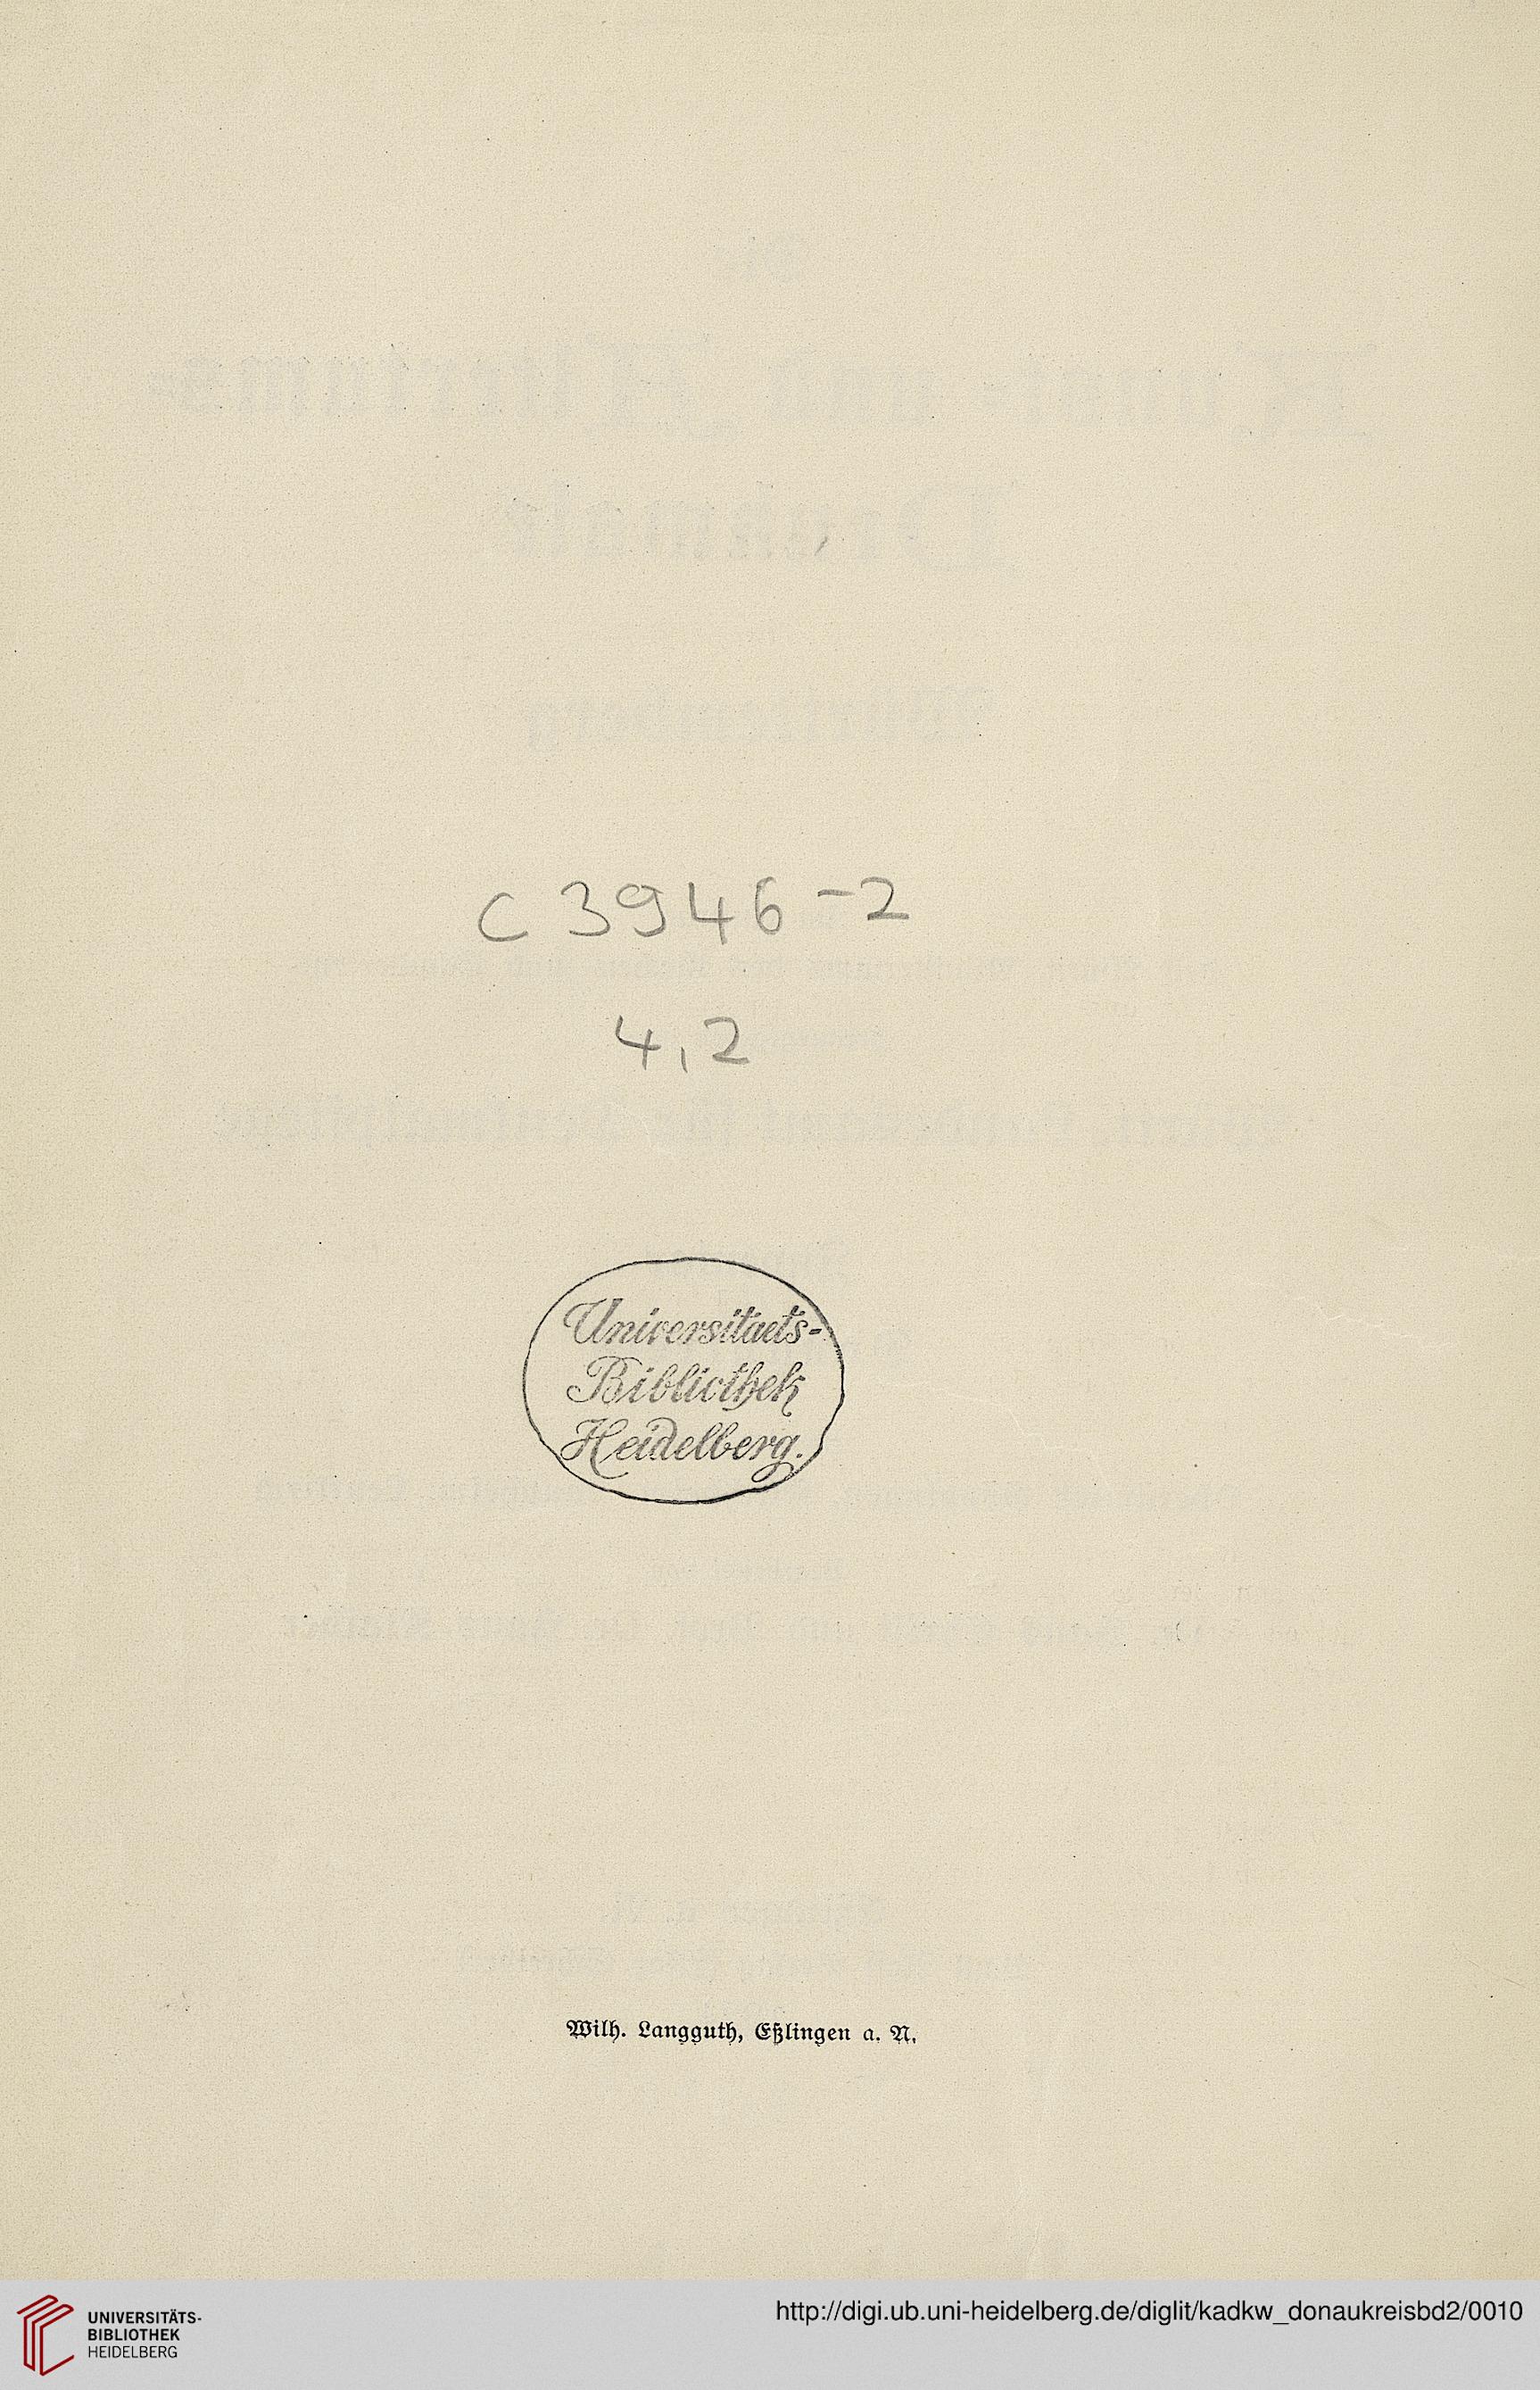 C 3946-2
4,2
Universitaets-
Bibliothek
Heidelberg.
Wilh. Langguth, Eßlingen a. N.
UNIVERSITÄTS-
BIBLIOTHEK
HEIDELBERG
http://digi.ub.uni-heidelberg.de/diglit/kadkw_donaukreisbd2/0010